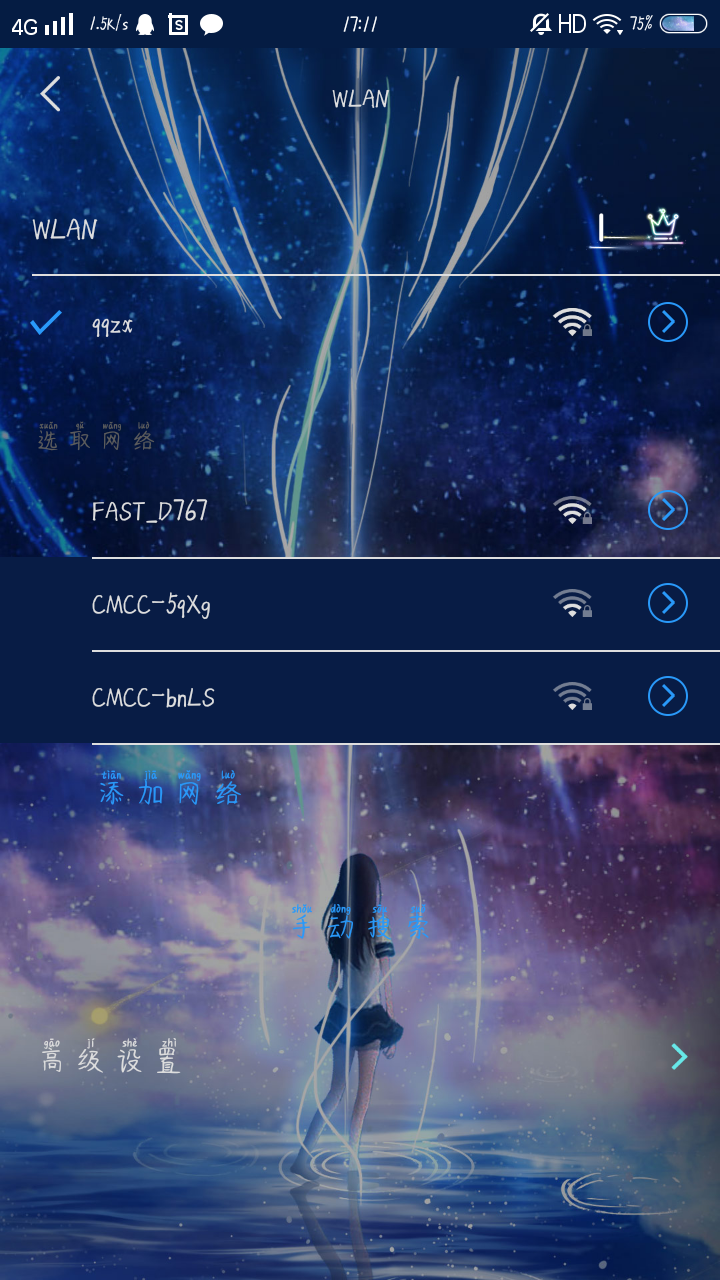 4G 1.5K/s S 17:11 HD 75%
WLAN
WLAN
qqzx
xuǎn qǔ wǎng luò
选取网络
FAST_D767
CMCC-5qXg
CMCC-bnLS
tiān jiā wǎng luò
添加网络
shǒu dòng sōu suǒ
手动搜索
gāo jí shè zhì
高级设置